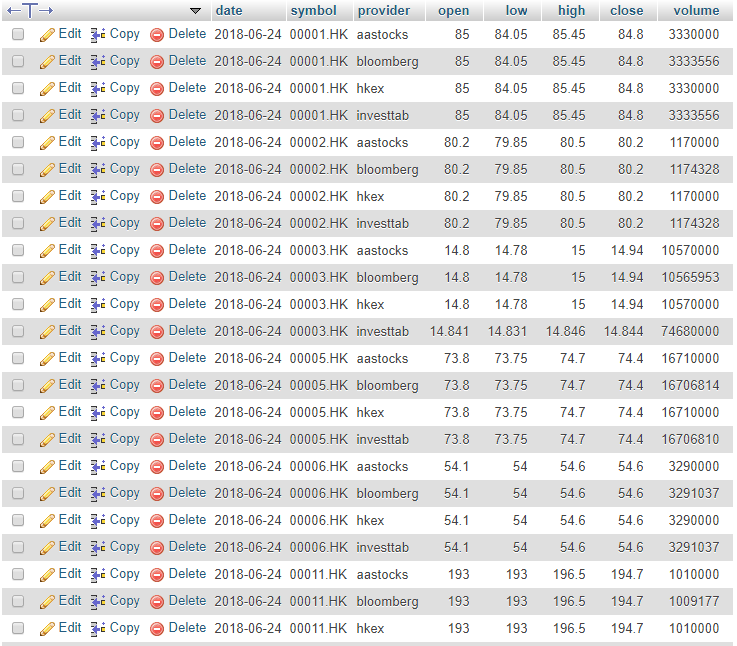 date symbol provider open low high close volume
Edit Copy Delete 2018-06-24 00001.HK aastocks 85 84.05 85.45 84.8 3330000
Edit Copy Delete 2018-06-24 00001.HK bloomberg 85 84.05 85.45 84.8 3333556
Edit Copy Delete 2018-06-24 00001.HK hkex 85 84.05 85.45 84.8 3330000
Edit Copy Delete 2018-06-24 00001.HK investtab 85 84.05 85.45 84.8 3333556
Edit Copy Delete 2018-06-24 00002.HK aastocks 80.2 79.85 80.5 80.2 1170000
Edit Copy Delete 2018-06-24 00002.HK bloomberg 80.2 79.85 80.5 80.2 1174328
Edit Copy Delete 2018-06-24 00002.HK hkex 80.2 79.85 80.5 80.2 1170000
Edit Copy Delete 2018-06-24 00002.HK investtab 80.2 79.85 80.5 80.2 1174328
Edit Copy Delete 2018-06-24 00003.HK aastocks 14.8 14.78 15 14.94 10570000
Edit Copy Delete 2018-06-24 00003.HK bloomberg 14.8 14.78 15 14.94 10565953
Edit Copy Delete 2018-06-24 00003.HK hkex 14.8 14.78 15 14.94 10570000
Edit Copy Delete 2018-06-24 00003.HK investtab 14.841 14.831 14.846 14.844 74680000
Edit Copy Delete 2018-06-24 00005.HK aastocks 73.8 73.75 74.7 74.4 16710000
Edit Copy Delete 2018-06-24 00005.HK bloomberg 73.8 73.75 74.7 74.4 16706814
Edit Copy Delete 2018-06-24 00005.HK hkex 73.8 73.75 74.7 74.4 16710000
Edit Copy Delete 2018-06-24 00005.HK investtab 73.8 73.75 74.7 74.4 16706810
Edit Copy Delete 2018-06-24 00006.HK aastocks 54.1 54 54.6 54.6 3290000
Edit Copy Delete 2018-06-24 00006.HK bloomberg 54.1 54 54.6 54.6 3291037
Edit Copy Delete 2018-06-24 00006.HK hkex 54.1 54 54.6 54.6 3290000
Edit Copy Delete 2018-06-24 00006.HK investtab 54.1 54 54.6 54.6 3291037
Edit Copy Delete 2018-06-24 00011.HK aastocks 193 193 196.5 194.7 1010000
Edit Copy Delete 2018-06-24 00011.HK bloomberg 193 193 196.5 194.7 1009177
Edit Copy Delete 2018-06-24 00011.HK hkex 193 193 196.5 194.7 1010000